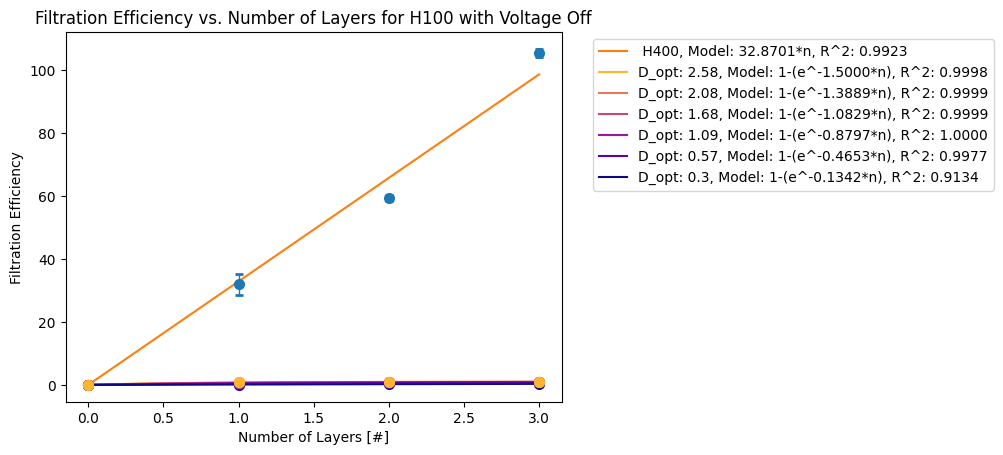 Filtration Efficiency vs. Number of Layers for H100 with Voltage Off
Filtration Efficiency
100
80
60
40
20
0
0.0
0.5
1.0
1.5
2.0
2.5
3.0
Number of Layers [#]
H400, Model: 32.8701*n, R^2: 0.9923
D_opt: 2.58, Model: 1-(e^-1.5000*n), R^2: 0.9998
D_opt: 2.08, Model: 1-(e^-1.3889*n), R^2: 0.9999
D_opt: 1.68, Model: 1-(e^-1.0829*n), R^2: 0.9999
D_opt: 1.09, Model: 1-(e^-0.8797*n), R^2: 1.0000
D_opt: 0.57, Model: 1-(e^-0.4653*n), R^2: 0.9977
D_opt: 0.3, Model: 1-(e^-0.1342*n), R^2: 0.9134